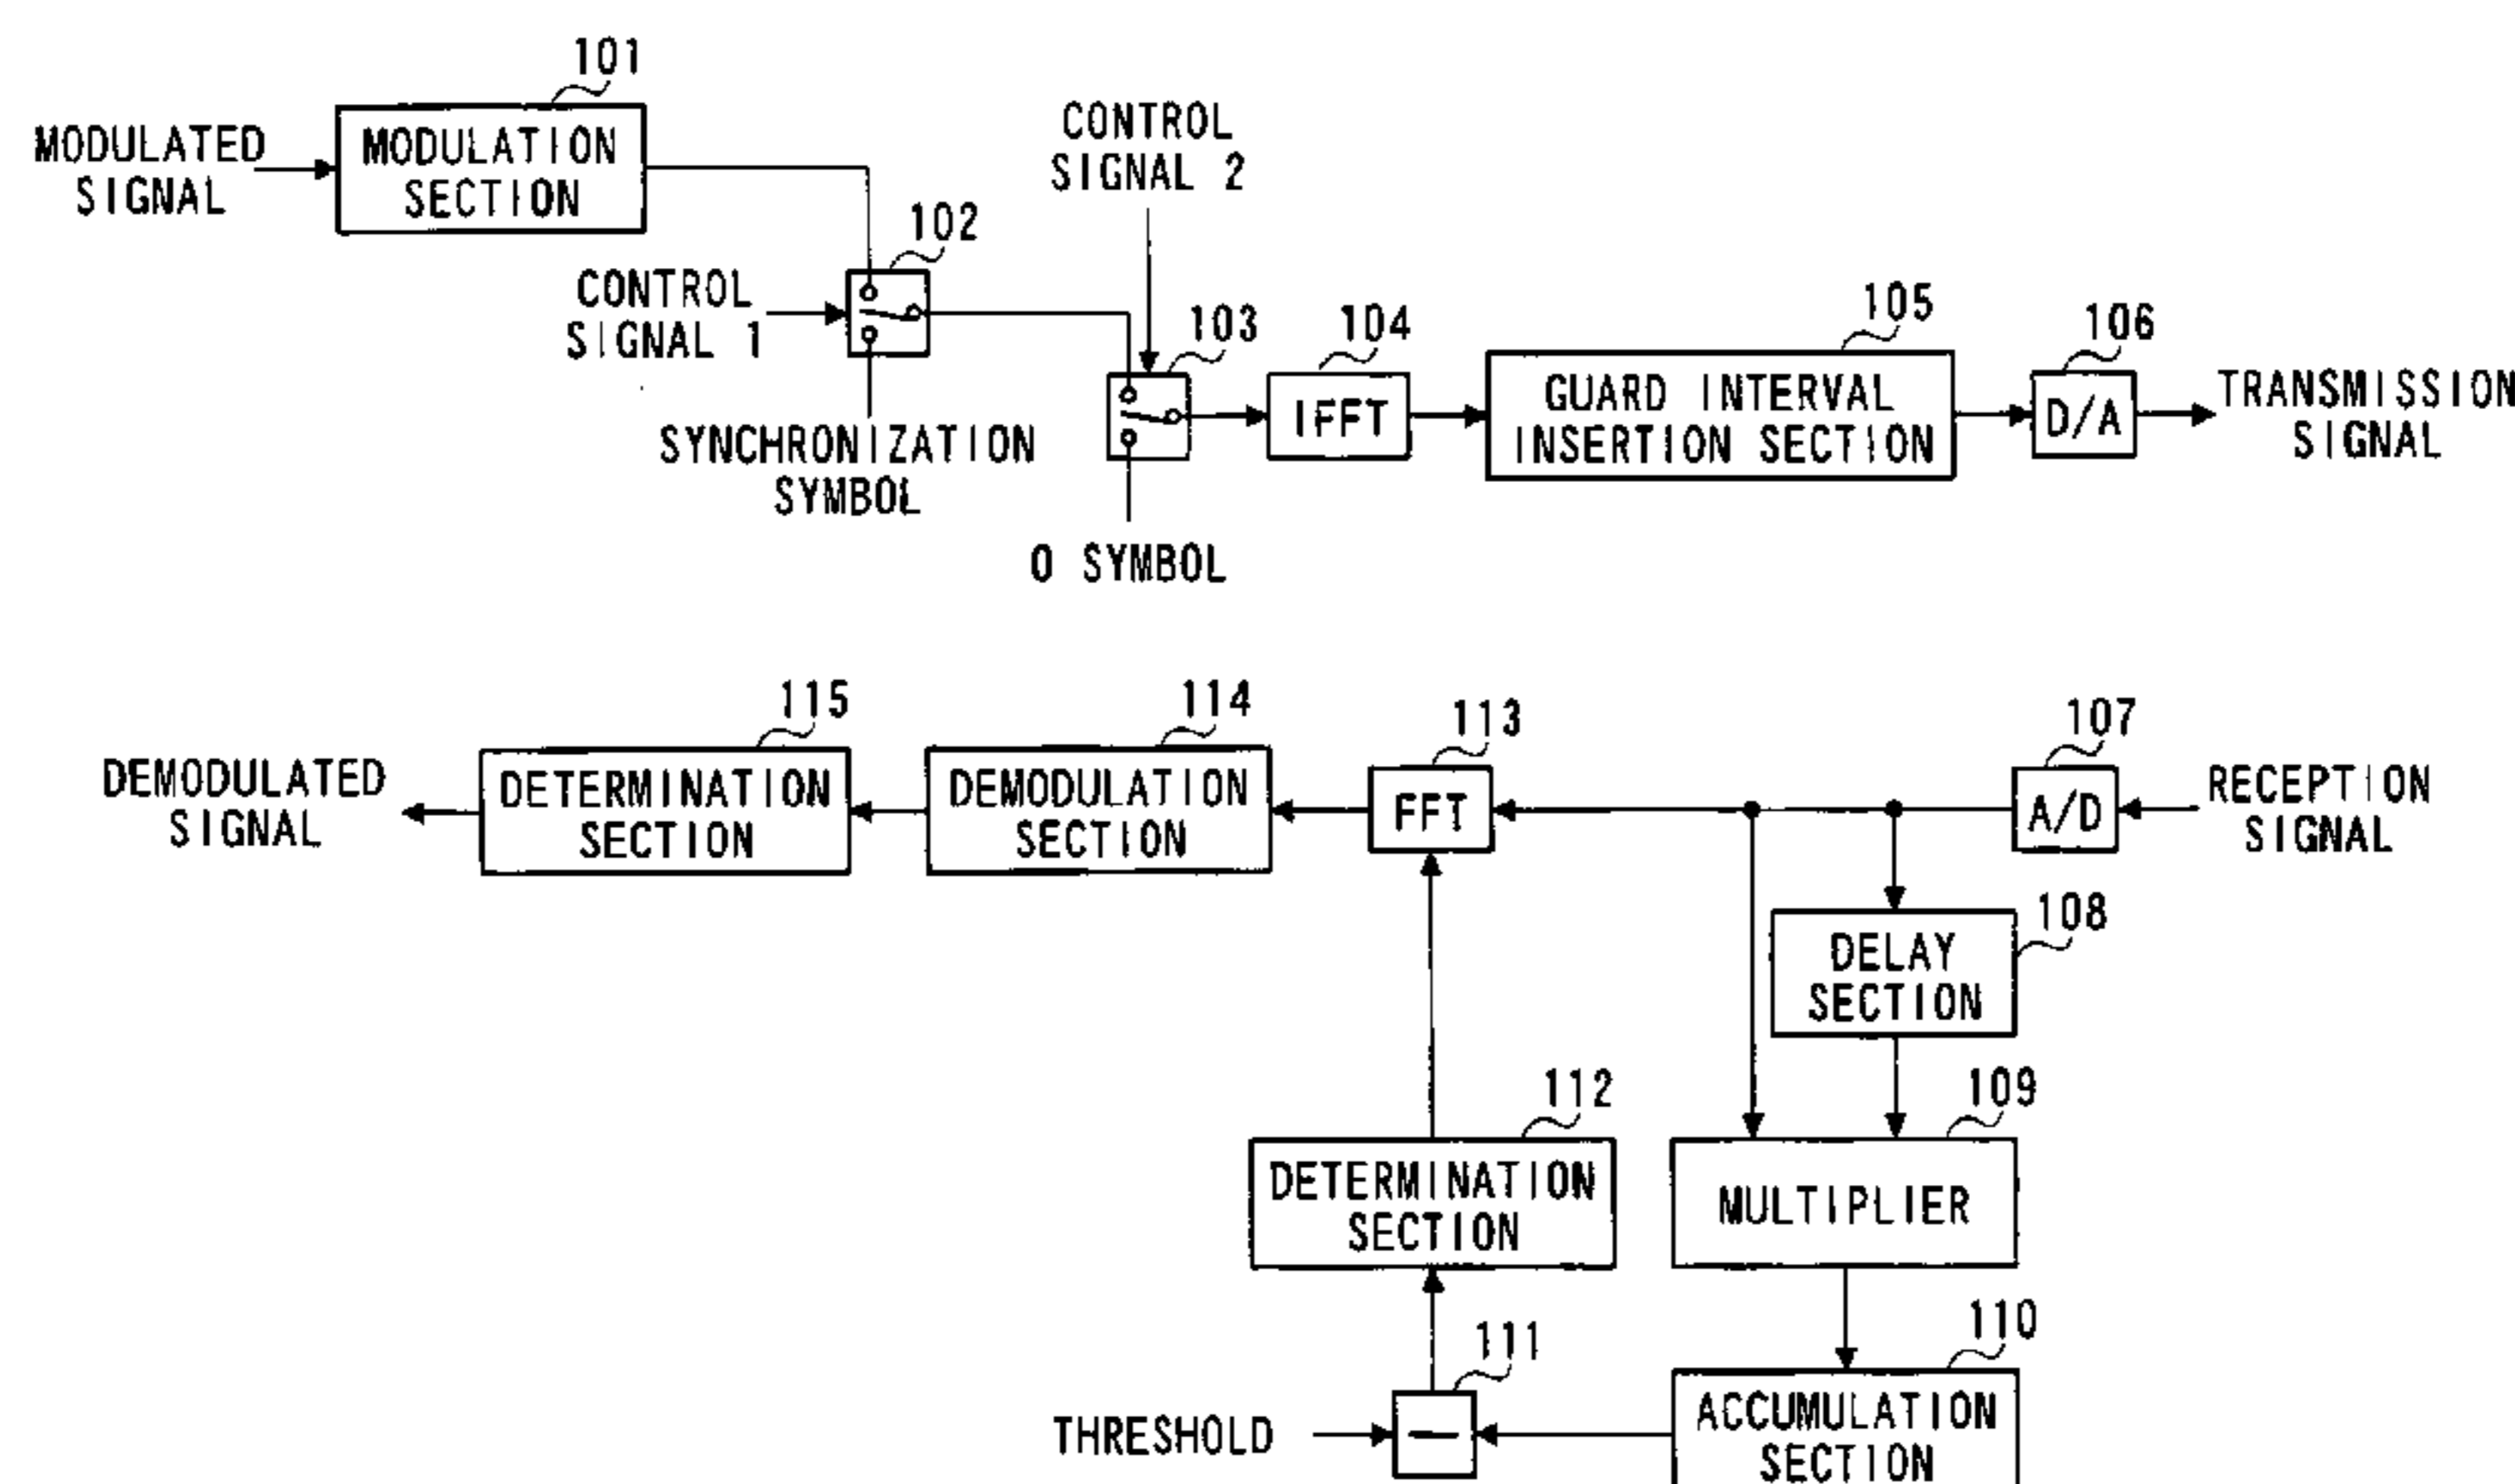 101
MODULATED
SIGNAL
MODULATION
SECTION
CONTROL
SIGNAL 2
102
CONTROL
SIGNAL 1
SYNCHRONIZATION
SYMBOL
103
0 SYMBOL
104
IFFT
105
GUARD INTERVAL
INSERTION SECTION
106
D/A
TRANSMISSION
SIGNAL
115
DEMODULATED
SIGNAL
DETERMINATION
SECTION
114
DEMODULATION
SECTION
113
FFT
107
A/D
RECEPTION
SIGNAL
108
DELAY
SECTION
112
DETERMINATION
SECTION
109
MULTIPLIER
111
THRESHOLD
110
ACCUMULATION
SECTION